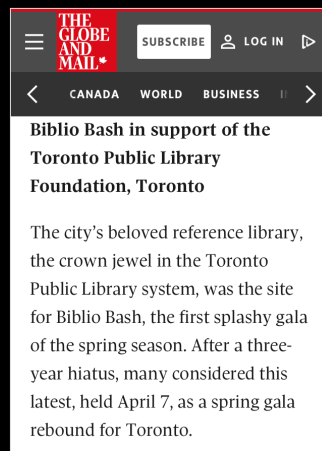 THE
GLOBE
AND
MAIL
SUBSCRIBE LOG IN
CANADA WORLD BUSINESS
Biblio Bash in support of the
Toronto Public Library
Foundation, Toronto
The city’s beloved reference library,
the crown jewel in the Toronto
Public Library system, was the site
for Biblio Bash, the first splashy gala
of the spring season. After a three-
year hiatus, many considered this
latest, held April 7, as a spring gala
rebound for Toronto.